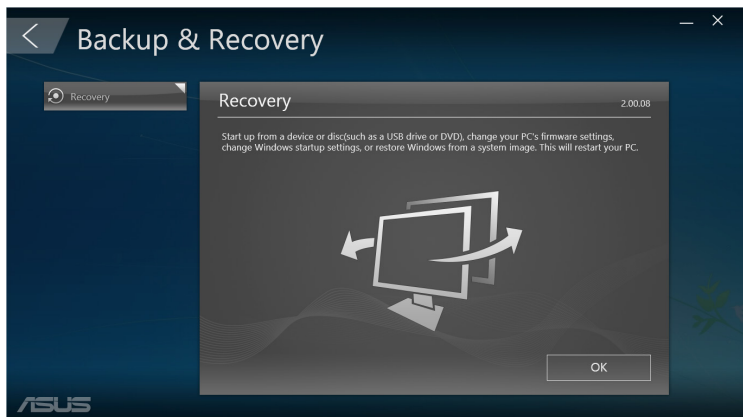 Backup & Recovery
Recovery
Recovery
2.00.08
Start up from a device or disc(such as a USB drive or DVD), change your PC's firmware settings,
change Windows startup settings, or restore Windows from a system image. This will restart your PC.
OK
ASUS